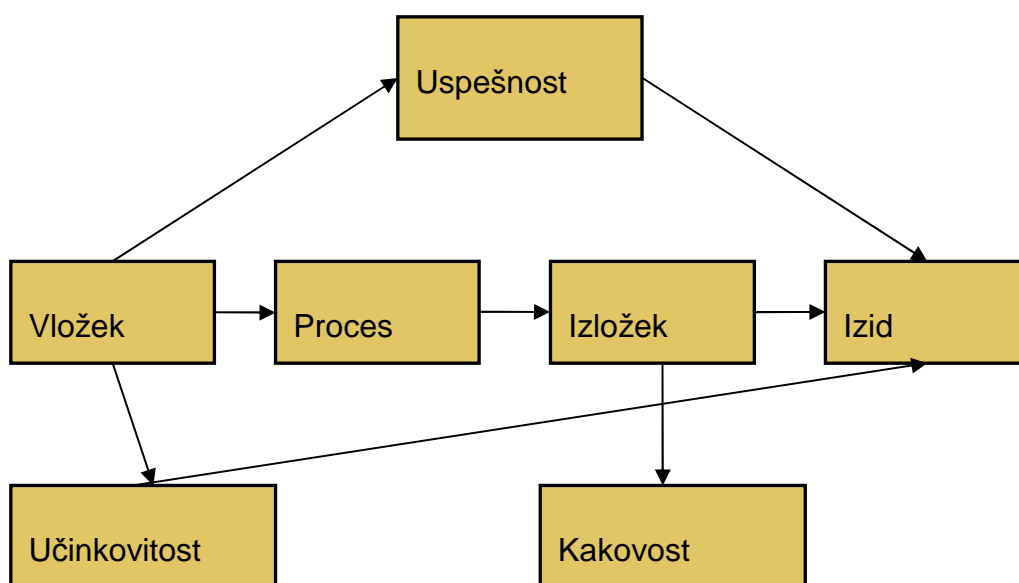 Uspešnost
Vložek
Proces
Izložek
Izid
Učinkovitost
Kakovost